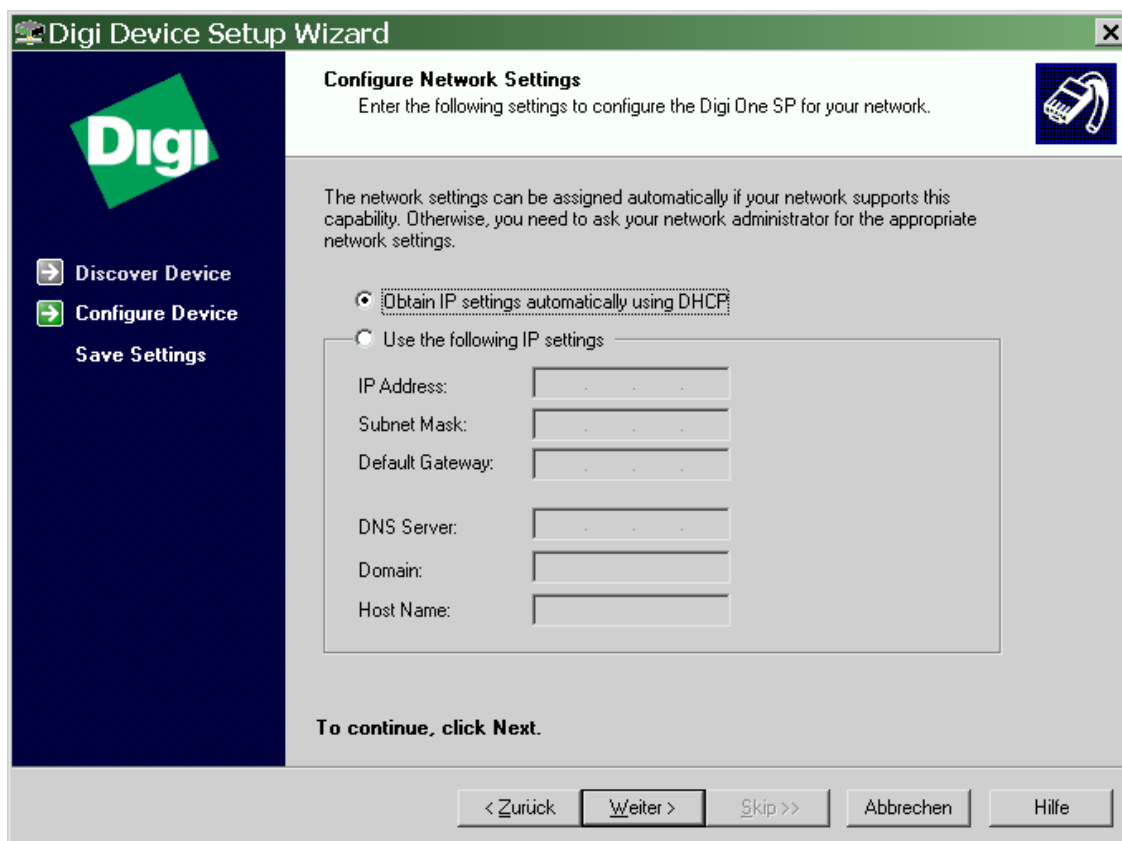 Digi Device Setup Wizard
Configure Network Settings
Enter the following settings to configure the Digi One SP for your network.
Digi
The network settings can be assigned automatically if your network supports this
capability. Otherwise, you need to ask your network administrator for the appropriate
network settings.
Discover Device
Configure Device
Save Settings
Obtain IP settings automatically using DHCP
Use the following IP settings
IP Address:
Subnet Mask:
Default Gateway:
DNS Server:
Domain:
Host Name:
To continue, click Next.
< Zurück
Weiter >
Skip >>
Abbrechen
Hilfe